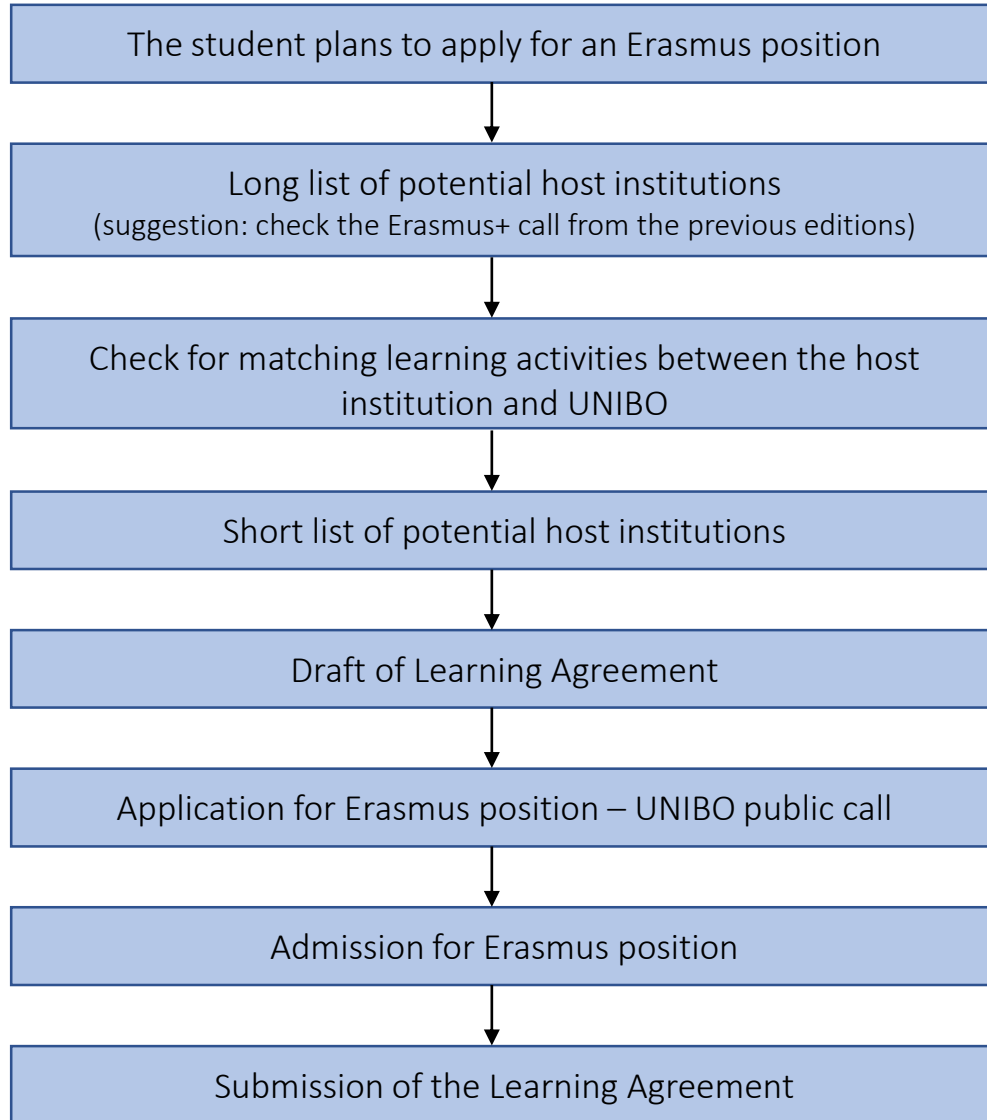 The student plans to apply for an Erasmus position
Long list of potential host institutions
(suggestion: check the Erasmus+ call from the previous editions)
Check for matching learning activities between the host
institution and UNIBO
Short list of potential host institutions
Draft of Learning Agreement
Application for Erasmus position – UNIBO public call
Admission for Erasmus position
Submission of the Learning Agreement